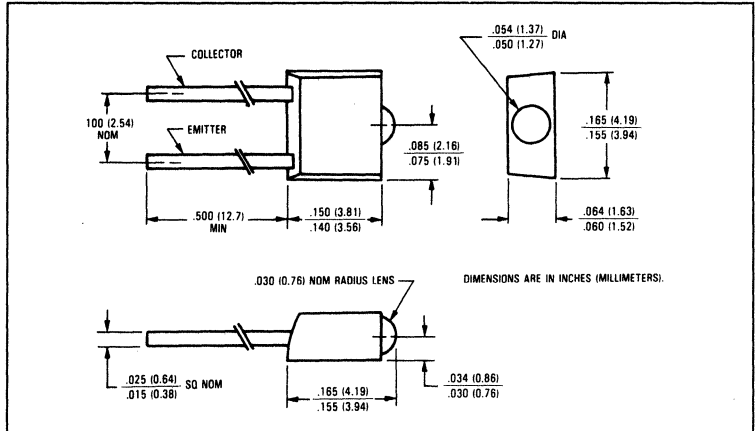 .054 (1.37)
.050 (1.27) DIA
COLLECTOR
100 (2.54)
NOM
EMITTER
.165 (4.19)
.155 (3.94)
.085 (2.16)
.075 (1.91)
.500 (12.7)
MIN
.150 (3.81)
.140 (3.56)
.064 (1.63)
.060 (1.52)
.030 (0.76) NOM RADIUS LENS
DIMENSIONS ARE IN INCHES (MILLIMETERS).
.025 (0.64)
.015 (0.38) SQ NOM
.165 (4.19)
.155 (3.94)
.034 (0.86)
.030 (0.76)